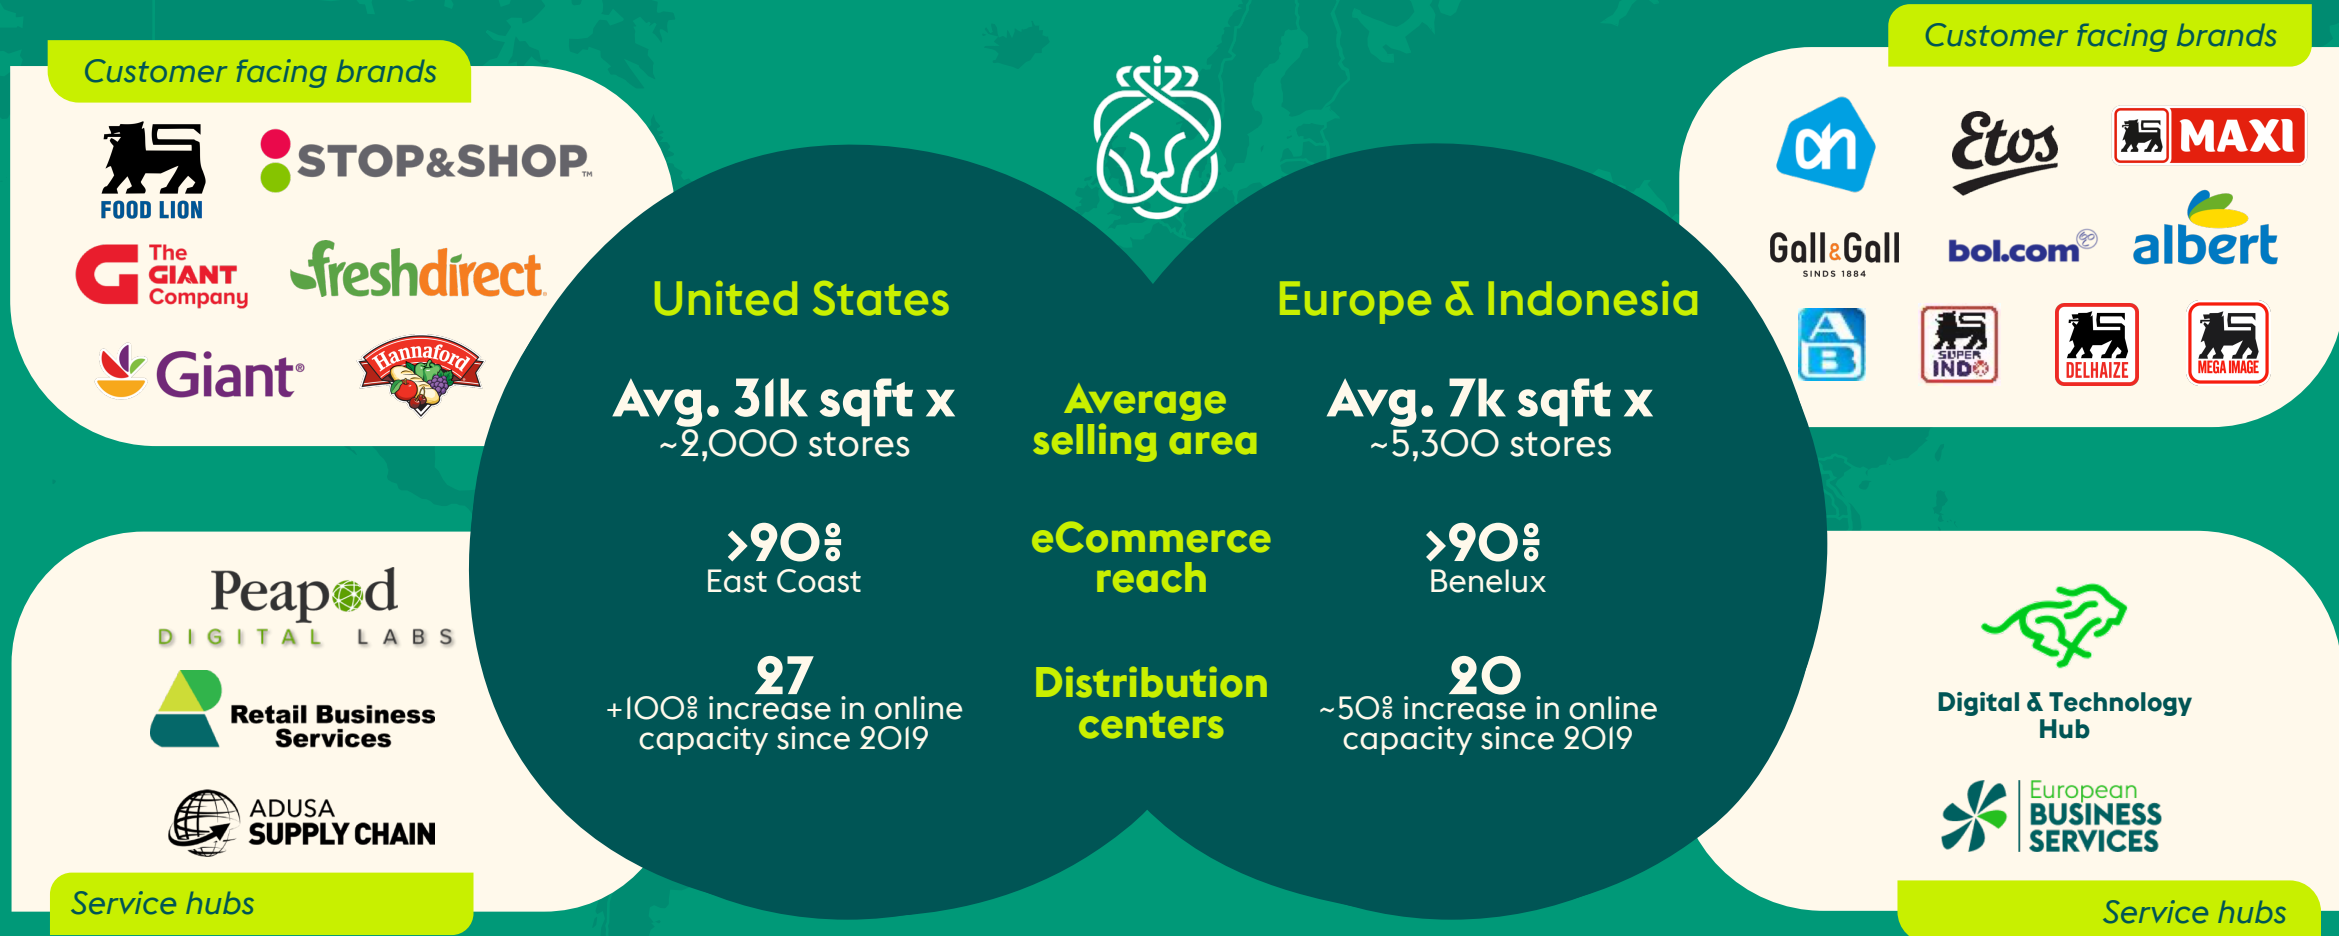 Customer facing brands
FOOD LION
STOP&SHOP™
The
GIANT
Company
freshdirect.
Giant®
Hannaford
Peapod
DIGITAL LABS
Retail Business
Services
ADUSA
SUPPLY CHAIN
Service hubs
United States
Europe & Indonesia
Avg. 31k sqft x
~2,000 stores
Average
selling area
Avg. 7k sqft x
~5,300 stores
>90%
East Coast
eCommerce
reach
>90%
Benelux
27
+100% increase in online
capacity since 2019
Distribution
centers
20
~50% increase in online
capacity since 2019
Customer facing brands
ah
Etos
MAXI
Gall&Gall
SINDS 1884
bol.com
albert
AB
SUPER
INDO
DELHAIZE
MEGA IMAGE
Digital & Technology
Hub
European
BUSINESS
SERVICES
Service hubs